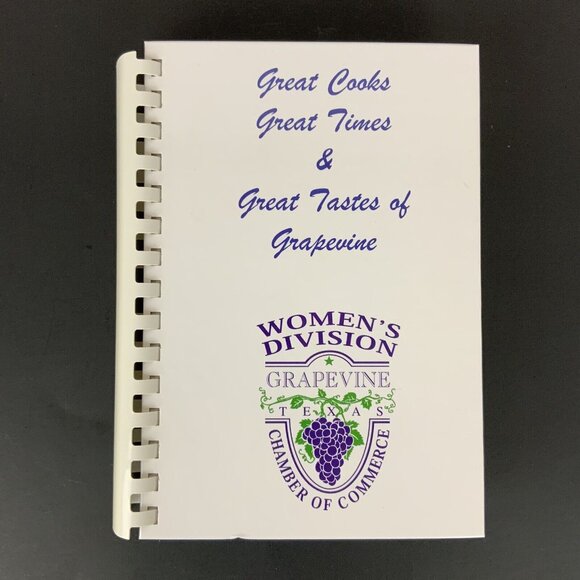 Great Cooks
Great Times
&
Great Tastes of
Grapevine
WOMEN'S
DIVISION
GRAPEVINE
TEXAS
CHAMBER OF COMMERCE